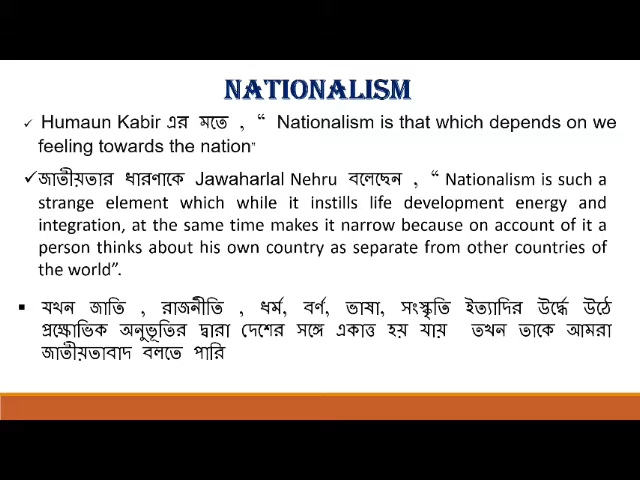 NATIONALISM
✓ Humaun Kabir এর মতে , “ Nationalism is that which depends on we
feeling towards the nation”
✓জাতীয়তার ধারণাকে Jawaharlal Nehru বলেছেন , “ Nationalism is such a
strange element which while it instills life development energy and
integration, at the same time makes it narrow because on account of it a
person thinks about his own country as separate from other countries of
the world”.
▪ যখন জাতি , রাজনীতি , ধর্ম, বর্ণ, ভাষা, সংস্কৃতি ইত্যাদির উর্দ্ধে উঠে
প্রক্ষোভিক অনুভূতির দ্বারা দেশের সঙ্গে একাত্ত হয় যায় তখন তাকে আমরা
জাতীয়তাবাদ বলতে পারি